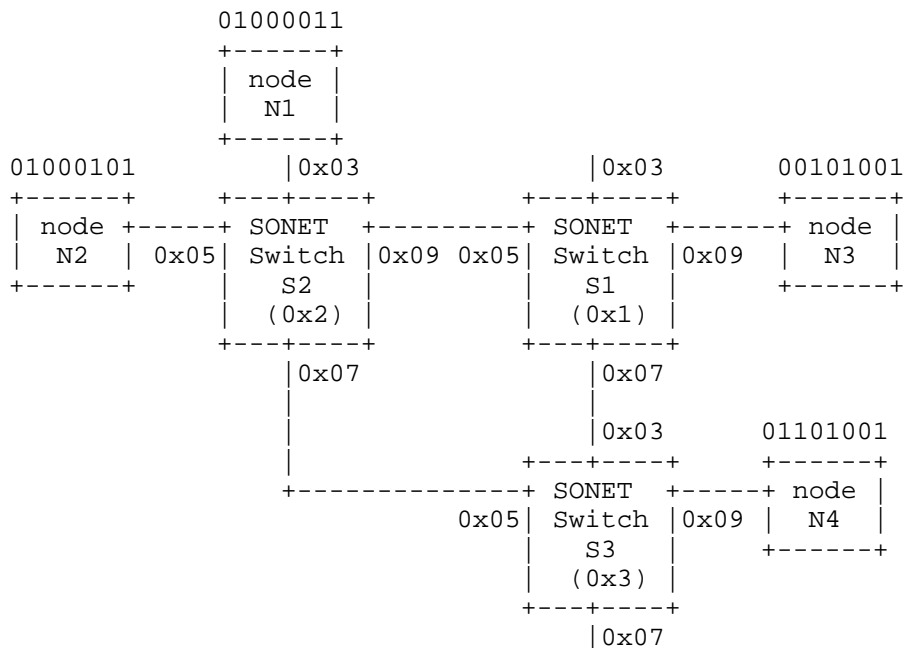 01000011
node
N1
01000101 0x03 0x03 00101001
node SONET SONET node
N2 0x05 Switch 0x09 0x05 Switch 0x09 N3
S2 S1
(0x2) (0x1)
0x07 0x07
0x03 01101001
SONET node
0x05 Switch 0x09 N4
S3
(0x3)
0x07